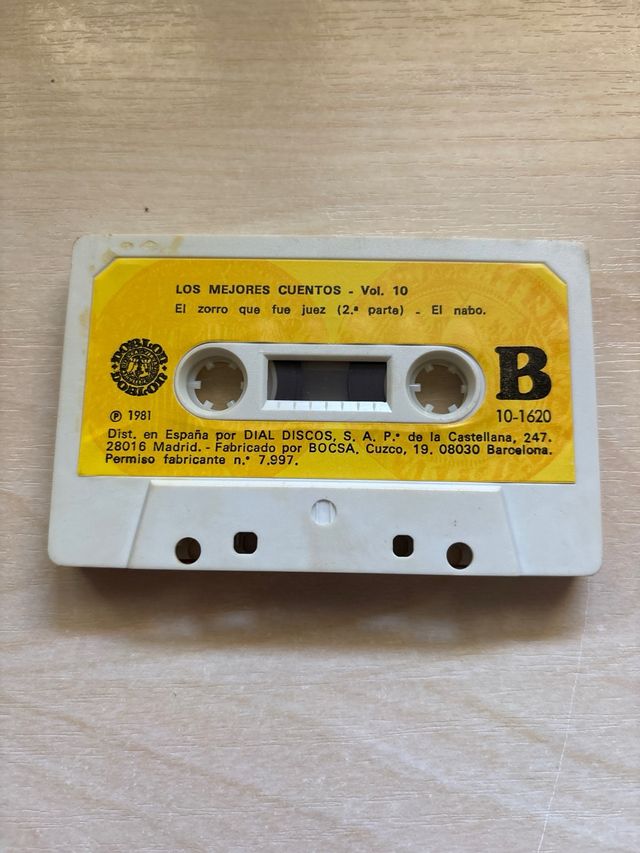 LOS MEJORES CUENTOS - Vol. 10
El zorro que fue juez (2.ª parte) - El nabo.
DOBLON
DOBLON
B
℗ 1981
10-1620
Dist. en España por DIAL DISCOS, S. A. P.º de la Castellana, 247.
28016 Madrid. - Fabricado por BOCSA. Cuzco, 19. 08030 Barcelona.
Permiso fabricante n.º 7.997.